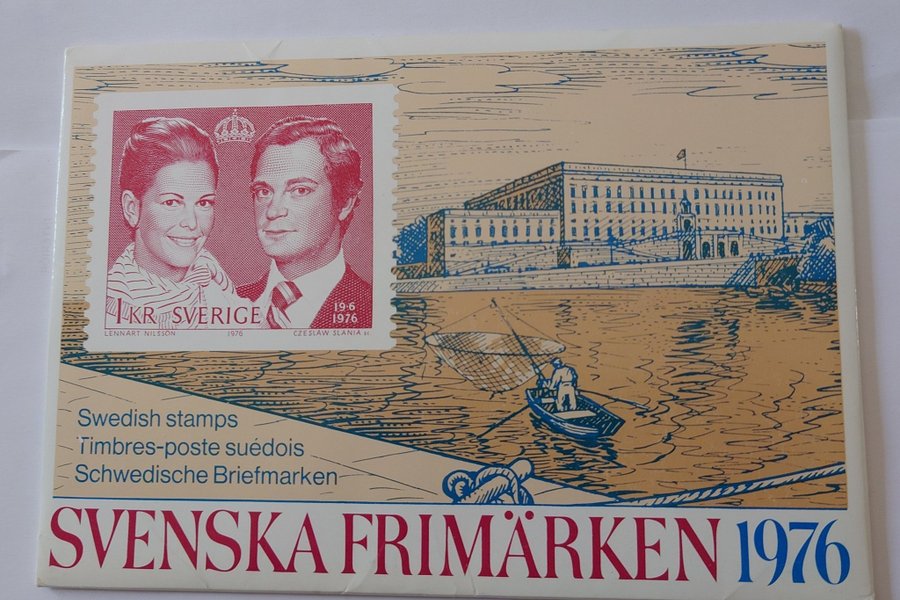 1 KR SVERIGE
19·6
1976
LENNART NILSSON 1976 CZESLAW SLANIA sc.
Swedish stamps
Timbres-poste suédois
Schwedische Briefmarken
SVENSKA FRIMÄRKEN 1976